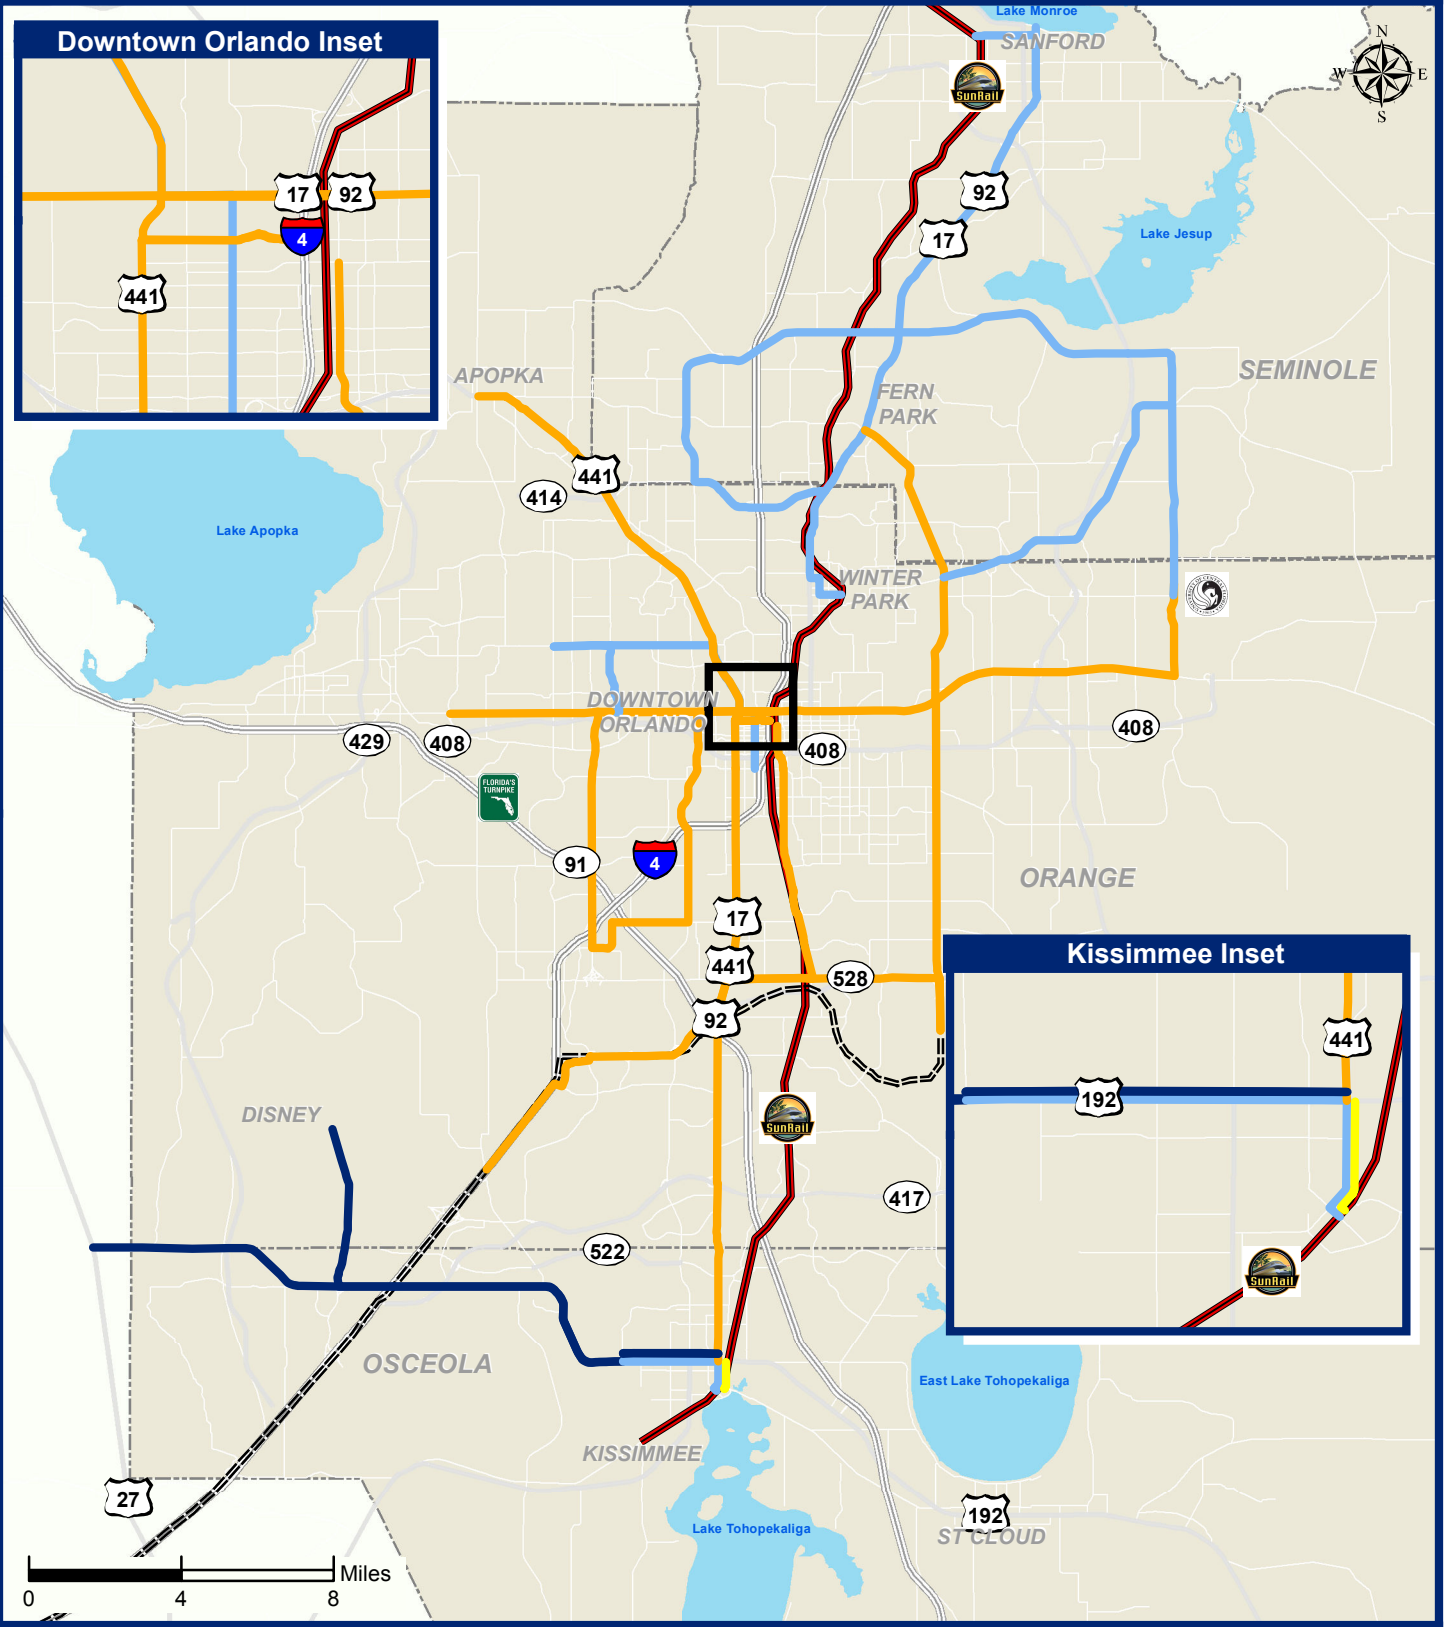 Downtown Orlando Inset
17
92
4
441
Lake Monroe
SANFORD
SunRail
N
W
E
S
92
17
Lake Jesup
SEMINOLE
APOPKA
FERN
PARK
441
414
Lake Apopka
WINTER
PARK
DOWNTOWN
ORLANDO
429
408
408
408
FLORIDA'S
TURNPIKE
91
4
ORANGE
17
441
528
92
Kissimmee Inset
441
192
SunRail
DISNEY
SunRail
417
522
OSCEOLA
East Lake Tohopekaliga
KISSIMMEE
27
Lake Tohopekaliga
192
ST CLOUD
Miles
0
4
8